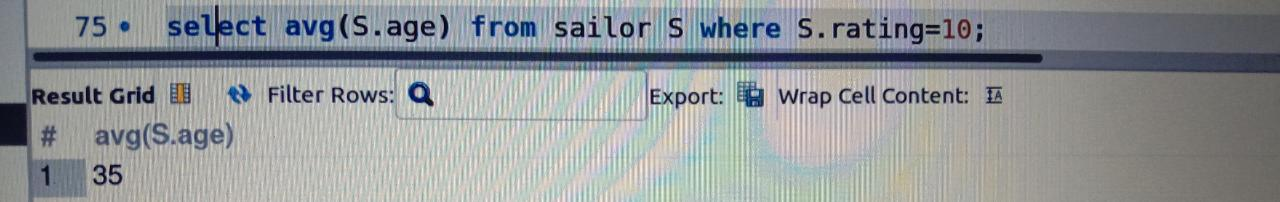 75 select avg(S.age) from sailor S where S.rating=10;
Result Grid Filter Rows: Export: Wrap Cell Content: IA
# avg(S.age)
1 35